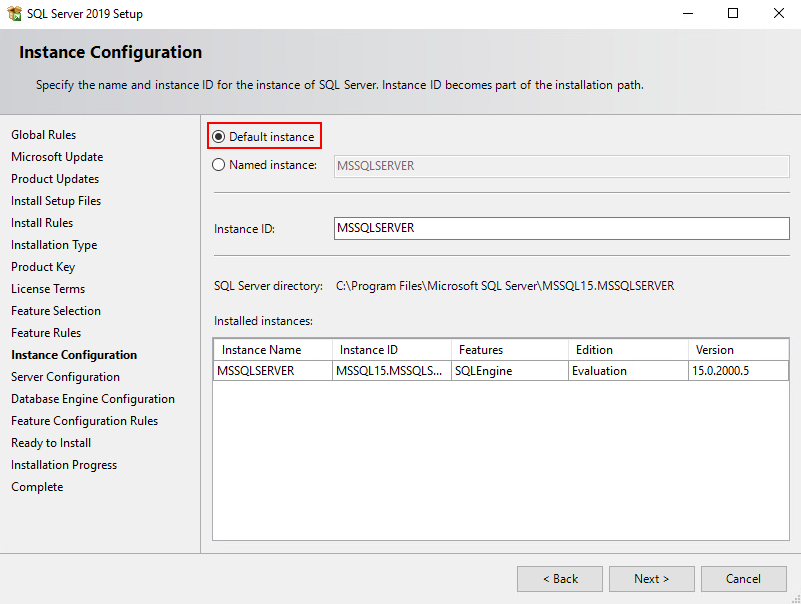 SQL Server 2019 Setup
Instance Configuration
Specify the name and instance ID for the instance of SQL Server. Instance ID becomes part of the installation path.
Global Rules
Microsoft Update
Product Updates
Install Setup Files
Install Rules
Installation Type
Product Key
License Terms
Feature Selection
Feature Rules
Instance Configuration
Server Configuration
Database Engine Configuration
Feature Configuration Rules
Ready to Install
Installation Progress
Complete
Default instance
Named instance: MSSQLSERVER
Instance ID: MSSQLSERVER
SQL Server directory: C:\Program Files\Microsoft SQL Server\MSSQL15.MSSQLSERVER
Installed instances:
Instance Name Instance ID Features Edition Version
MSSQLSERVER MSSQL15.MSSQLS... SQLEngine Evaluation 15.0.2000.5
< Back Next > Cancel